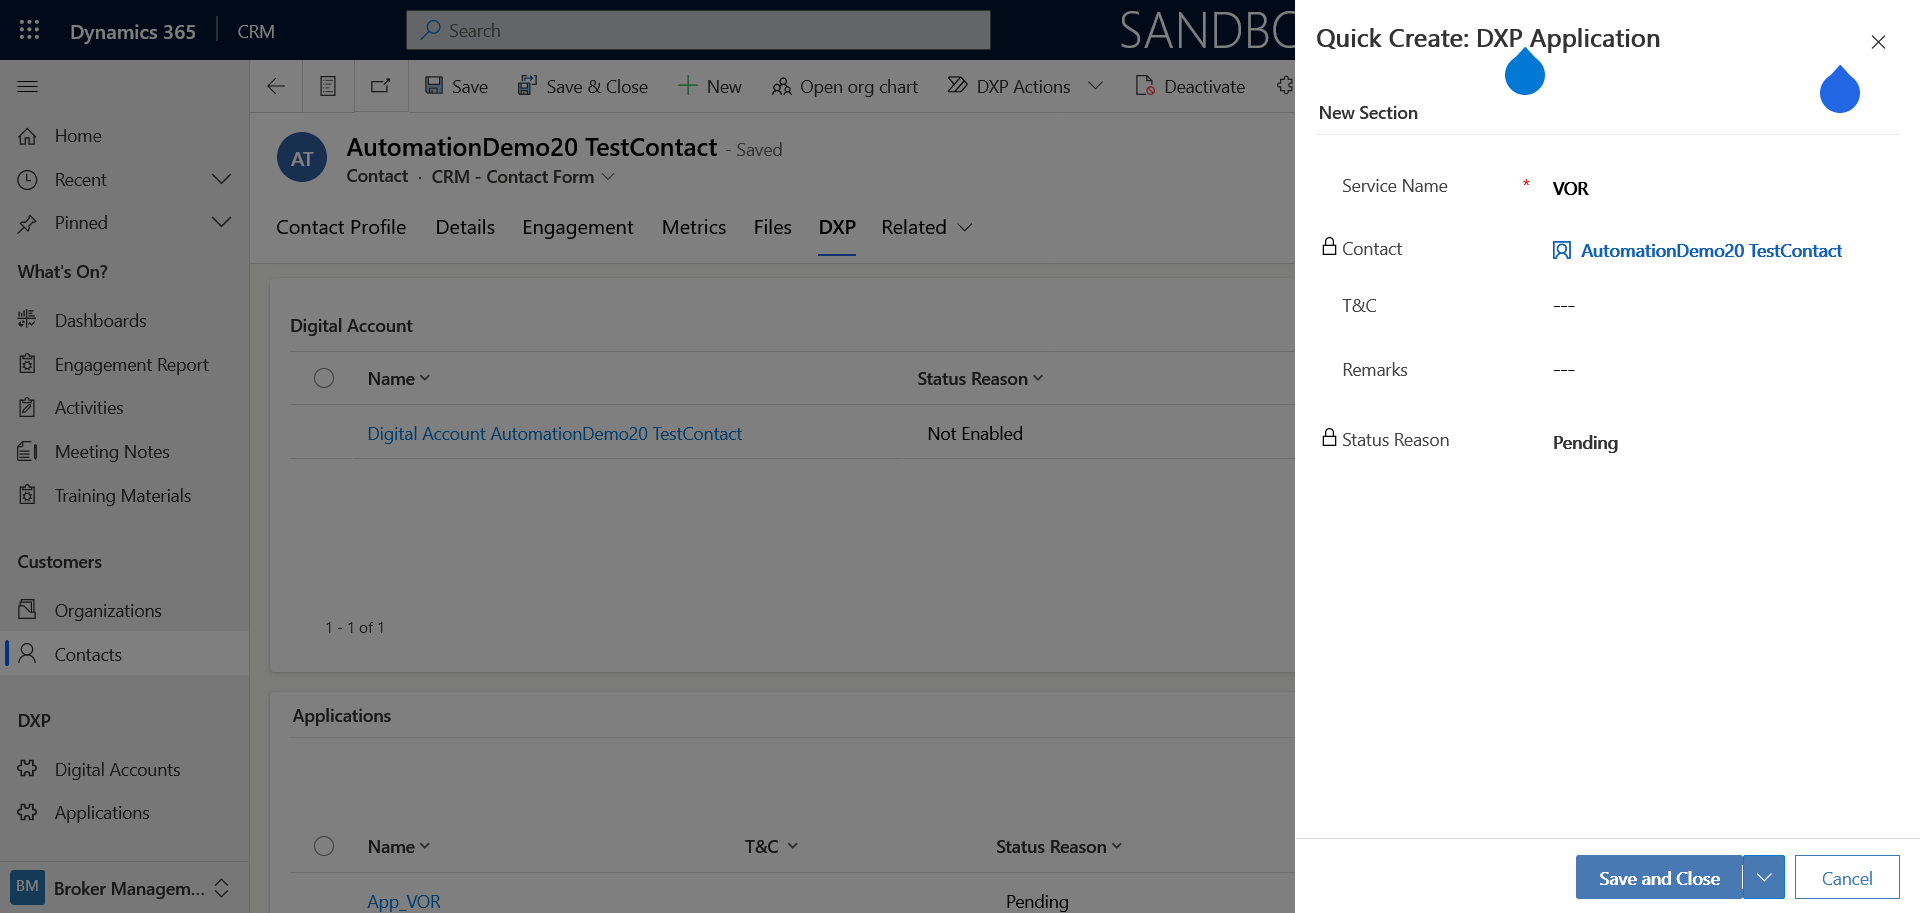 Dynamics 365
CRM
Search
SANDBO
Save
Save & Close
New
Open org chart
DXP Actions
Deactivate
Home
Recent
Pinned
What's On?
Dashboards
Engagement Report
Activities
Meeting Notes
Training Materials
Customers
Organizations
Contacts
DXP
Digital Accounts
Applications
BM
Broker Managem...
AT
AutomationDemo20 TestContact - Saved
Contact · CRM - Contact Form
Contact Profile
Details
Engagement
Metrics
Files
DXP
Related
Digital Account
Name
Status Reason
Digital Account AutomationDemo20 TestContact
Not Enabled
1 - 1 of 1
Applications
Name
T&C
Status Reason
App_VOR
Pending
Quick Create: DXP Application
New Section
Service Name * VOR
Contact AutomationDemo20 TestContact
T&C ---
Remarks ---
Status Reason Pending
Save and Close
Cancel